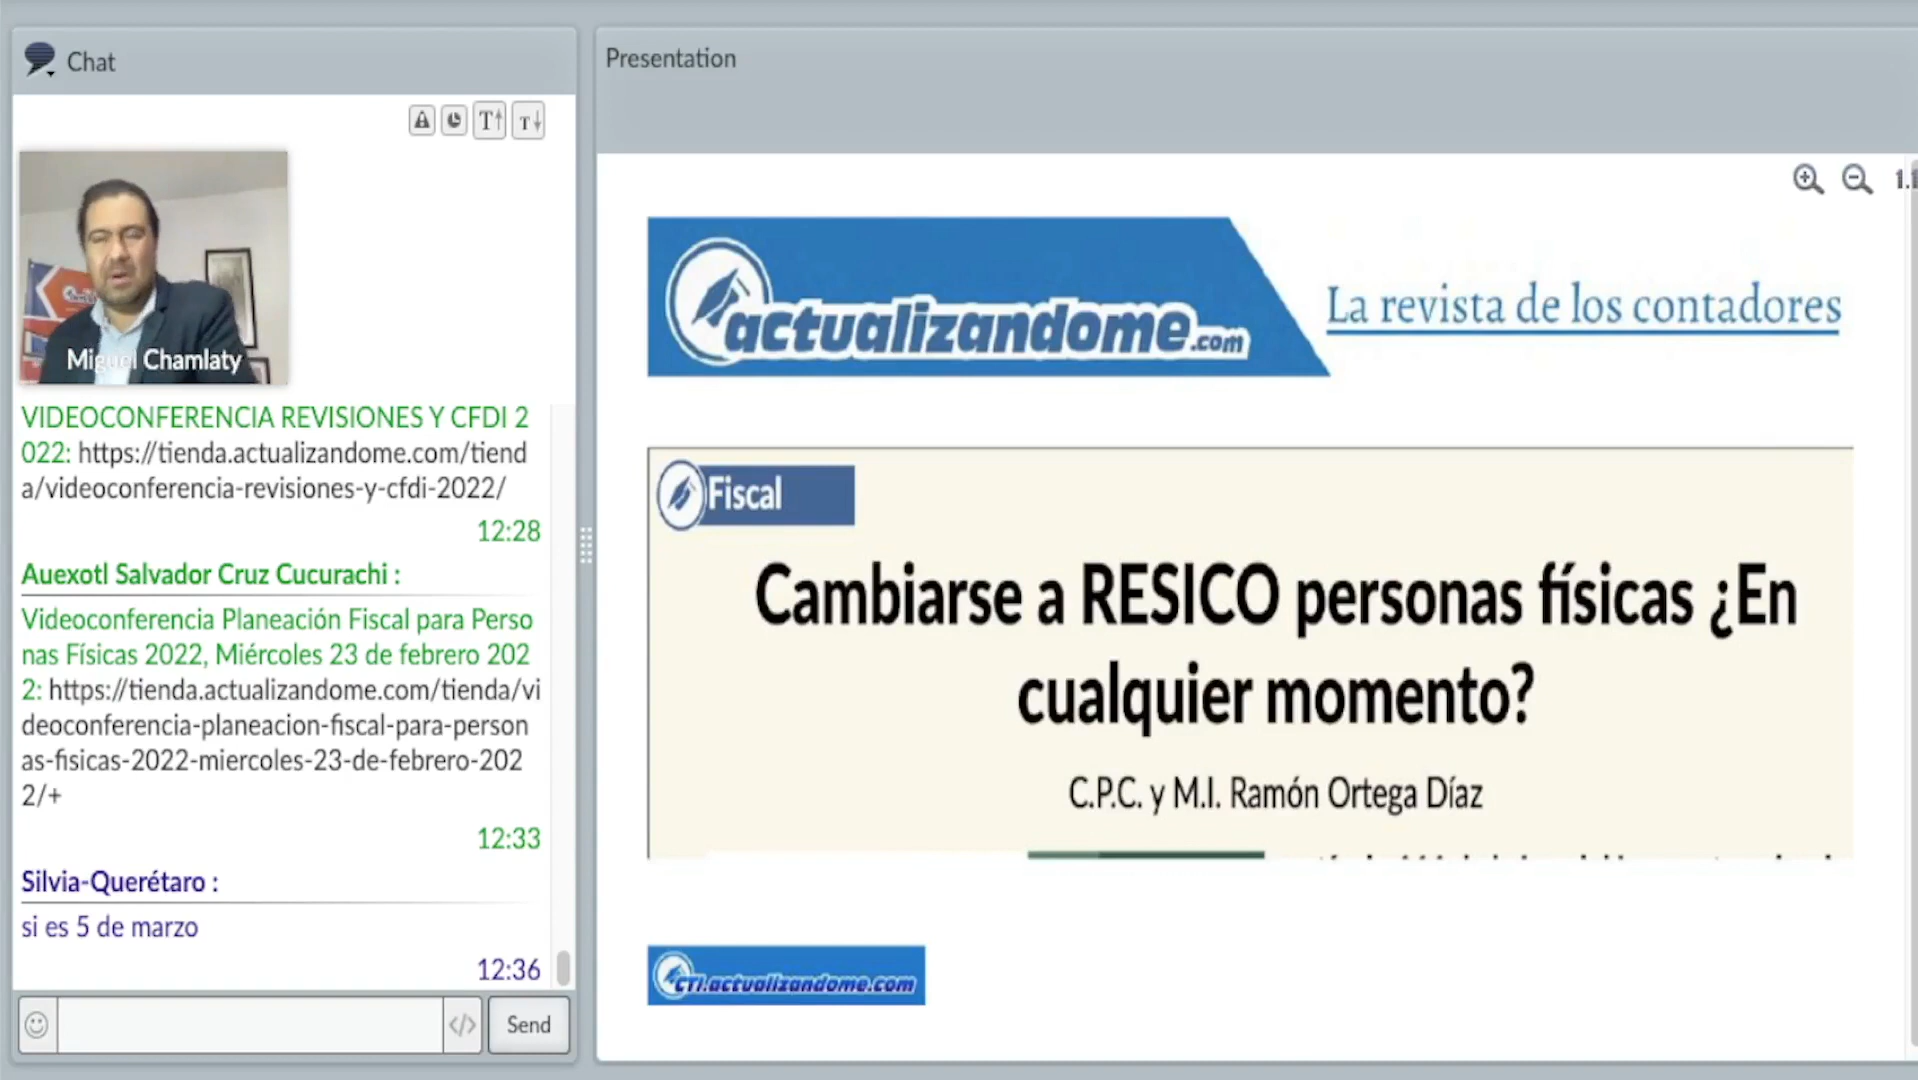 Chat
Miguel Chamlaty
VIDEOCONFERENCIA REVISIONES Y CFDI 2
022: https://tienda.actualizandome.com/tiend
a/videoconferencia-revisiones-y-cfdi-2022/
12:28
Auexotl Salvador Cruz Cucurachi :
Videoconferencia Planeación Fiscal para Perso
nas Físicas 2022, Miércoles 23 de febrero 202
2: https://tienda.actualizandome.com/tienda/vi
deoconferencia-planeacion-fiscal-para-person
as-fisicas-2022-miercoles-23-de-febrero-202
2/+
12:33
Silvia-Querétaro :
si es 5 de marzo
12:36
Send
Presentation
actualizandome.com
La revista de los contadores
Fiscal
Cambiarse a RESICO personas físicas ¿En
cualquier momento?
C.P.C. y M.I. Ramón Ortega Díaz
CTI.actualizandome.com